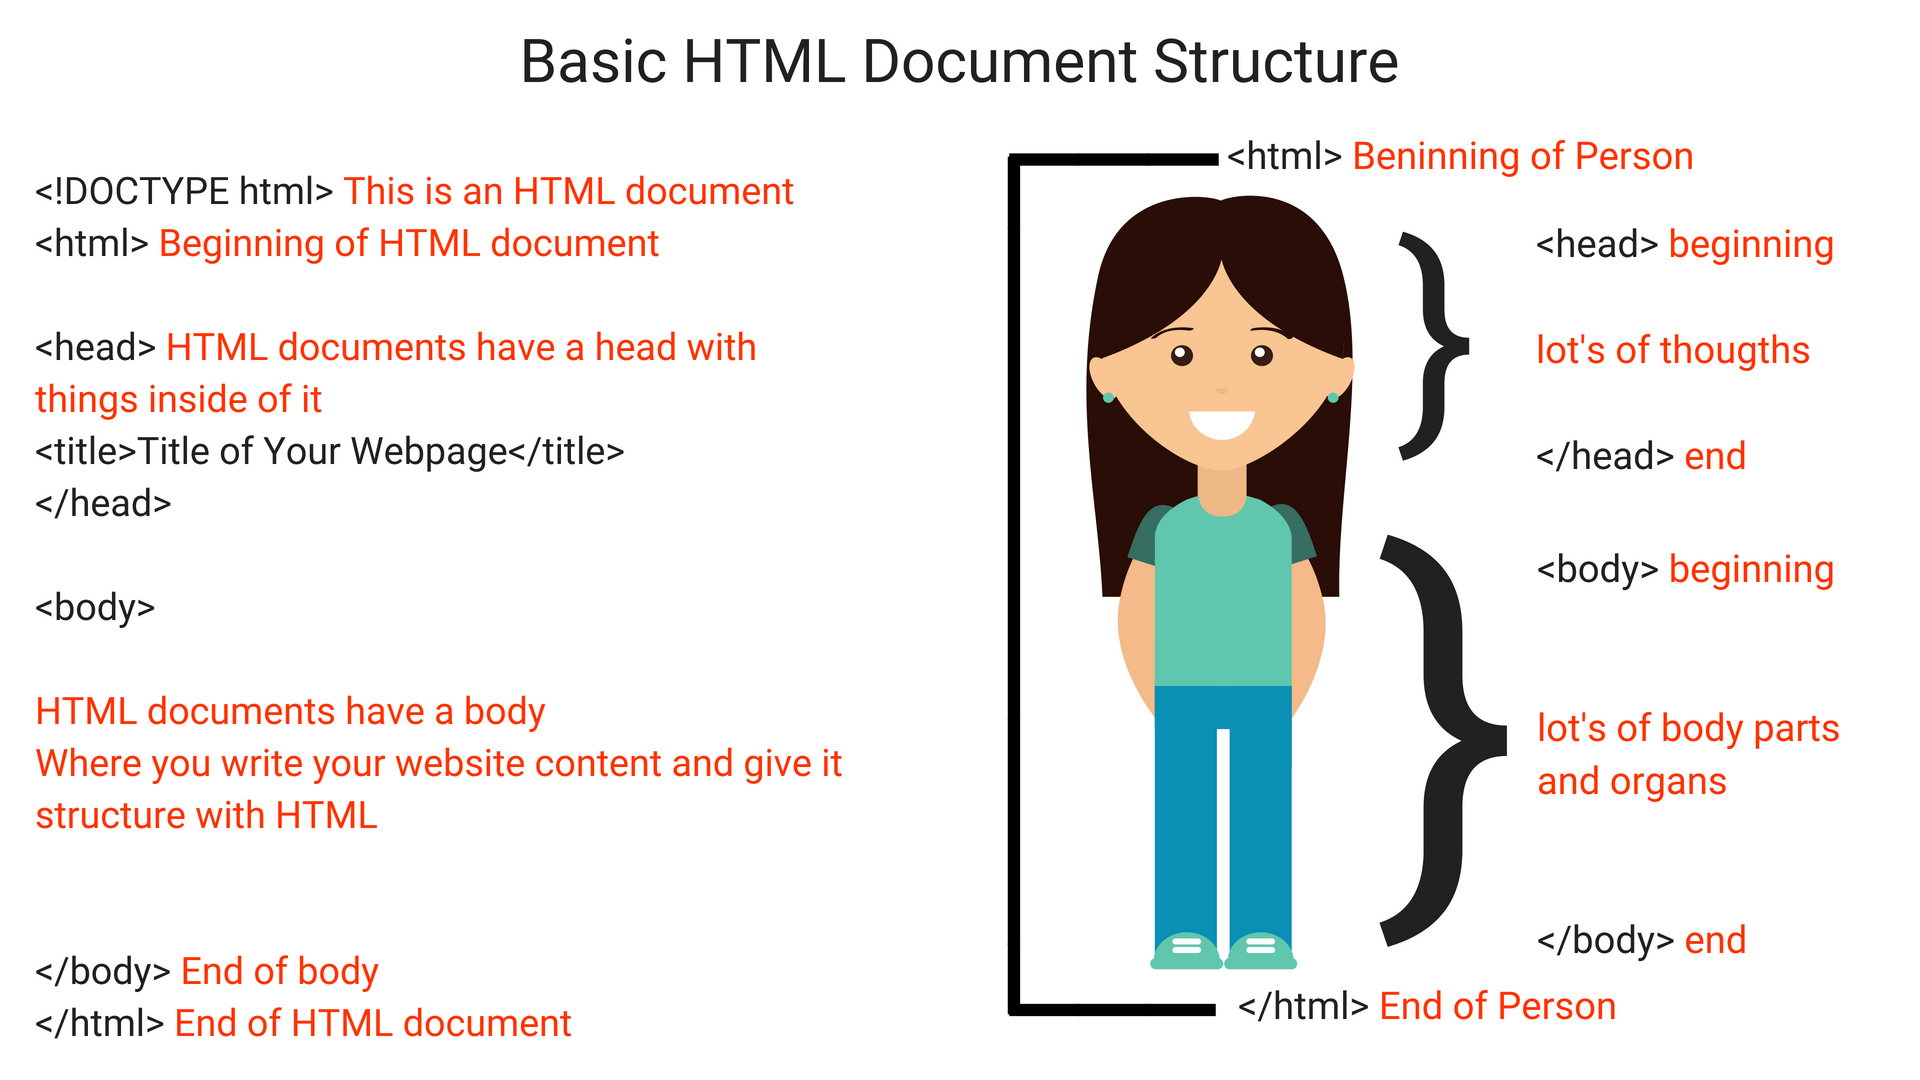 Basic HTML Document Structure
<!DOCTYPE html> This is an HTML document
<html> Beginning of HTML document
<head> HTML documents have a head with
things inside of it
<title>Title of Your Webpage</title>
</head>
<body>
HTML documents have a body
Where you write your website content and give it
structure with HTML
</body> End of body
</html> End of HTML document
<html> Beninning of Person
<head> beginning
lot's of thougths
</head> end
<body> beginning
lot's of body parts
and organs
</body> end
</html> End of Person